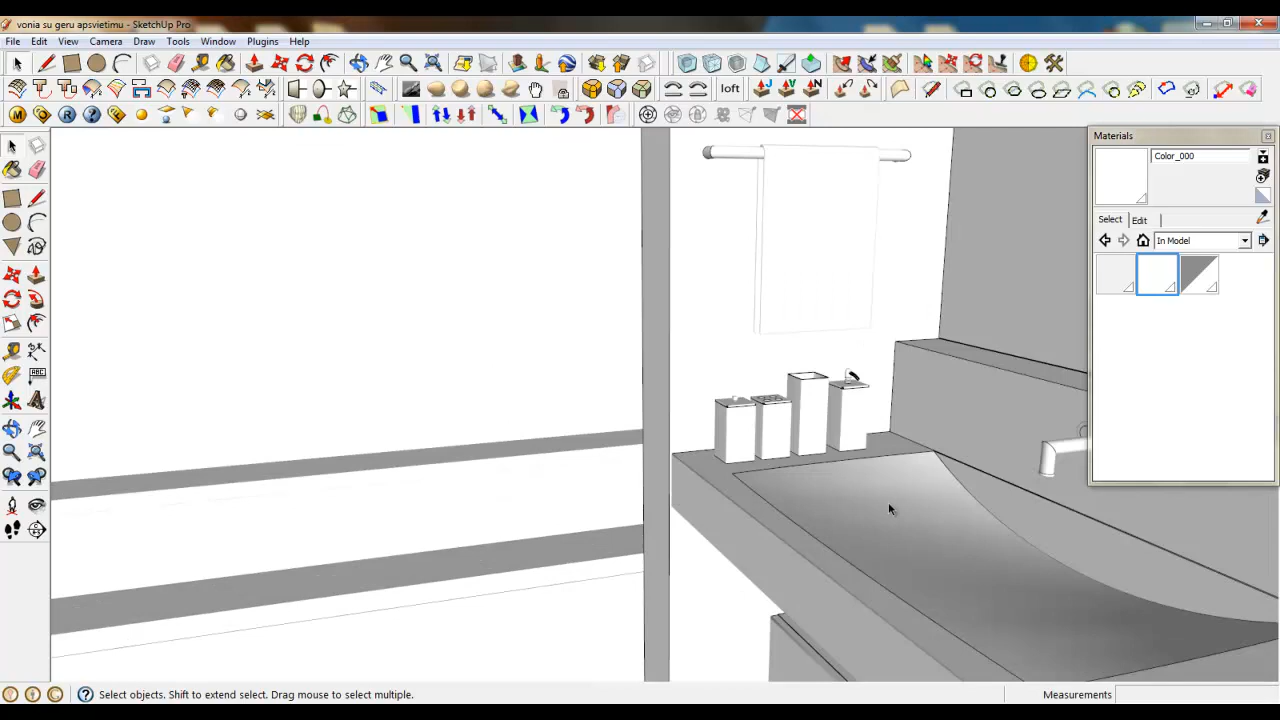 vonia su geru apsvietimu - SketchUp Pro
File Edit View Camera Draw Tools Window Plugins Help
loft J V N
M R ?
Materials
Color_000
Select Edit
In Model
ABC
Select objects. Shift to extend select. Drag mouse to select multiple.
Measurements